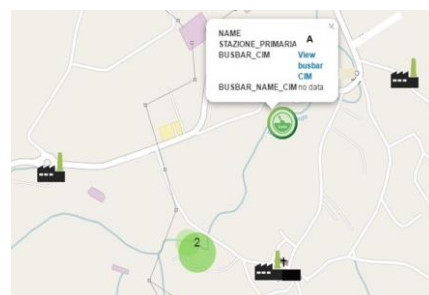 NAME
STAZIONE_PRIMARIA A
BUSBAR_CIM View
busbar
CIM
BUSBAR_NAME_CIM no data
2